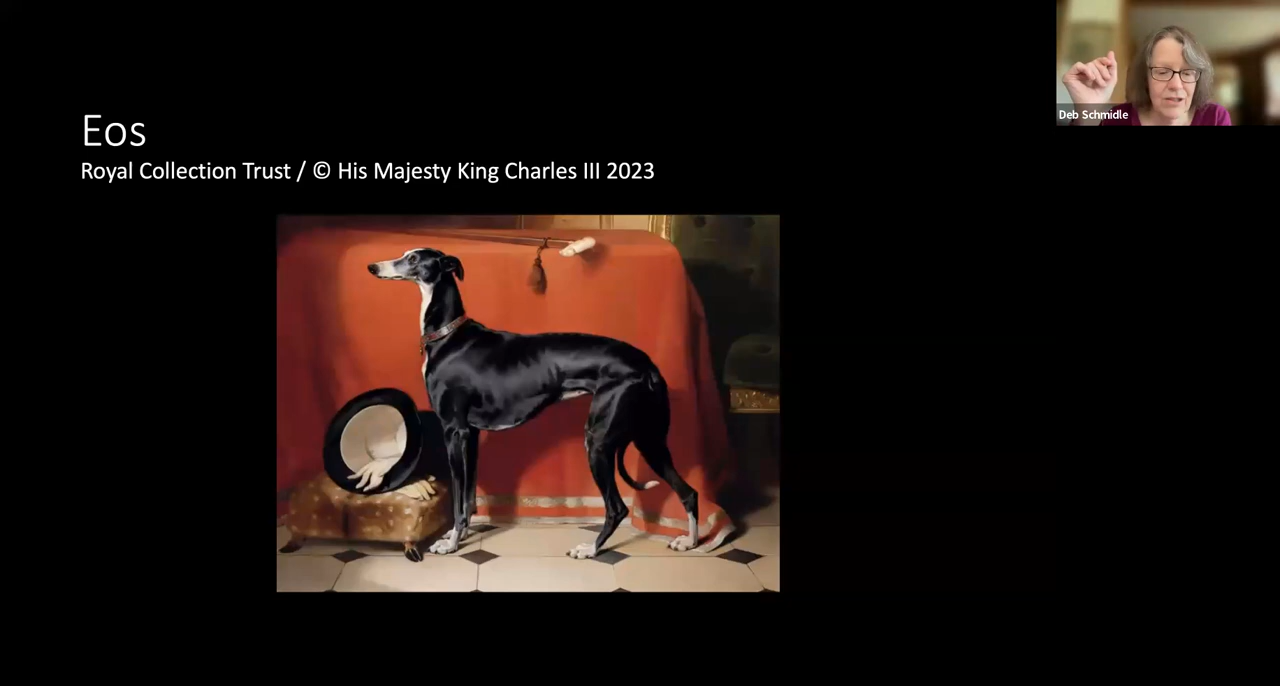 Eos
Royal Collection Trust / © His Majesty King Charles III 2023
Deb Schmidle